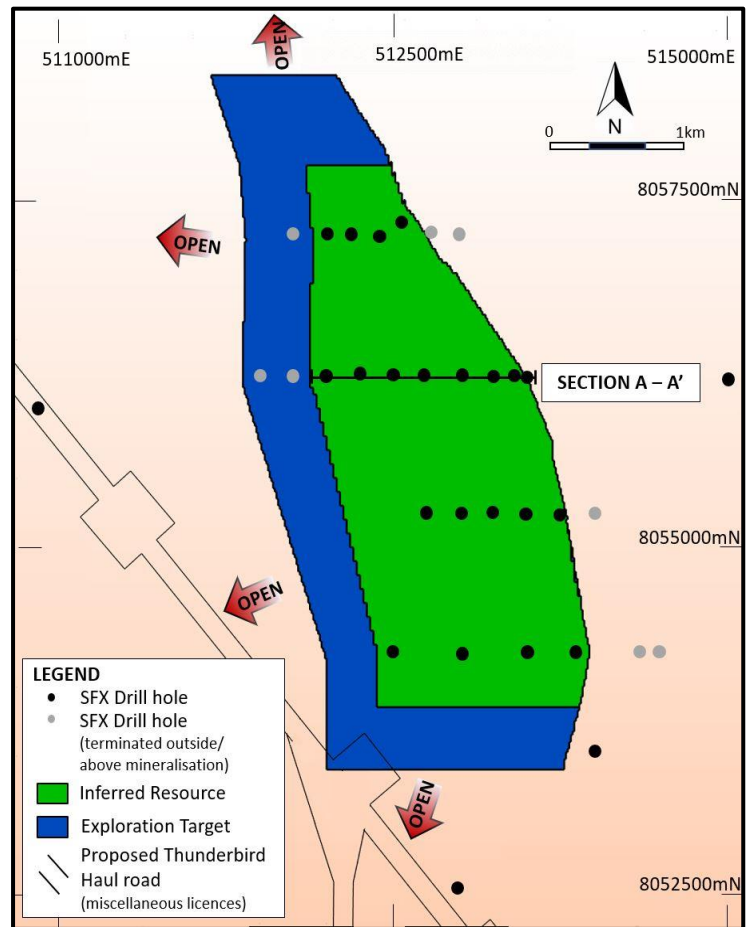 OPEN
511000mE
512500mE
515000mE
0
1km
N
8057500mN
OPEN
SECTION A – A’
8055000mN
OPEN
LEGEND
SFX Drill hole
SFX Drill hole
(terminated outside/
above mineralisation)
Inferred Resource
Exploration Target
Proposed Thunderbird
Haul road
(miscellaneous licences)
OPEN
8052500mN